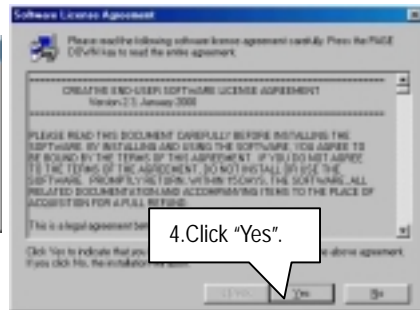 Software License Agreement
Please read the following software license agreement carefully. Press the PAGE
DOWN key to read the entire agreement.
CREATIVE END-USER SOFTWARE LICENSE AGREEMENT
Version 2.3, January 2000
PLEASE READ THIS DOCUMENT CAREFULLY BEFORE INSTALLING THE
SOFTWARE. BY INSTALLING AND USING THE SOFTWARE, YOU AGREE TO
BE BOUND BY THE TERMS OF THIS AGREEMENT. IF YOU DO NOT AGREE
TO THE TERMS OF THE AGREEMENT, DO NOT INSTALL OR USE THE
SOFTWARE. PROMPTLY RETURN, WITHIN 15 DAYS, THE SOFTWARE, ALL
RELATED DOCUMENTATION AND ACCOMPANYING ITEMS TO THE PLACE OF
ACQUISITION FOR A FULL REFUND.
This is a legal agreement
4.Click “Yes”.
Click Yes to indicate that you above agreement.
If you click No, the installation
Yes No